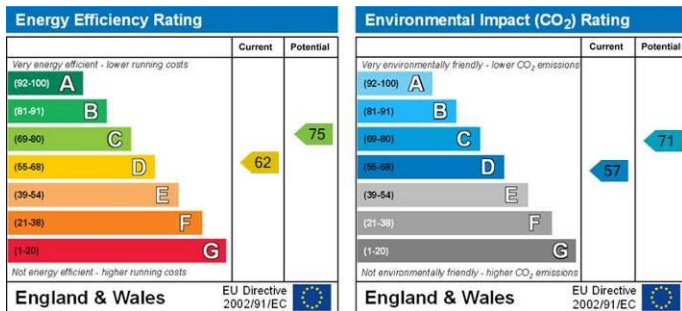 Energy Efficiency Rating
Current Potential
Very energy efficient - lower running costs
(92-100) A
(81-91) B
(69-80) C
75
(55-68) D
62
(39-54) E
(21-38) F
(1-20) G
Not energy efficient - higher running costs
England & Wales
EU Directive
2002/91/EC
Environmental Impact (CO₂) Rating
Current Potential
Very environmentally friendly - lower CO₂ emissions
(92-100) A
(81-91) B
(69-80) C
71
(55-68) D
57
(39-54) E
(21-38) F
(1-20) G
Not environmentally friendly - higher CO₂ emissions
England & Wales
EU Directive
2002/91/EC